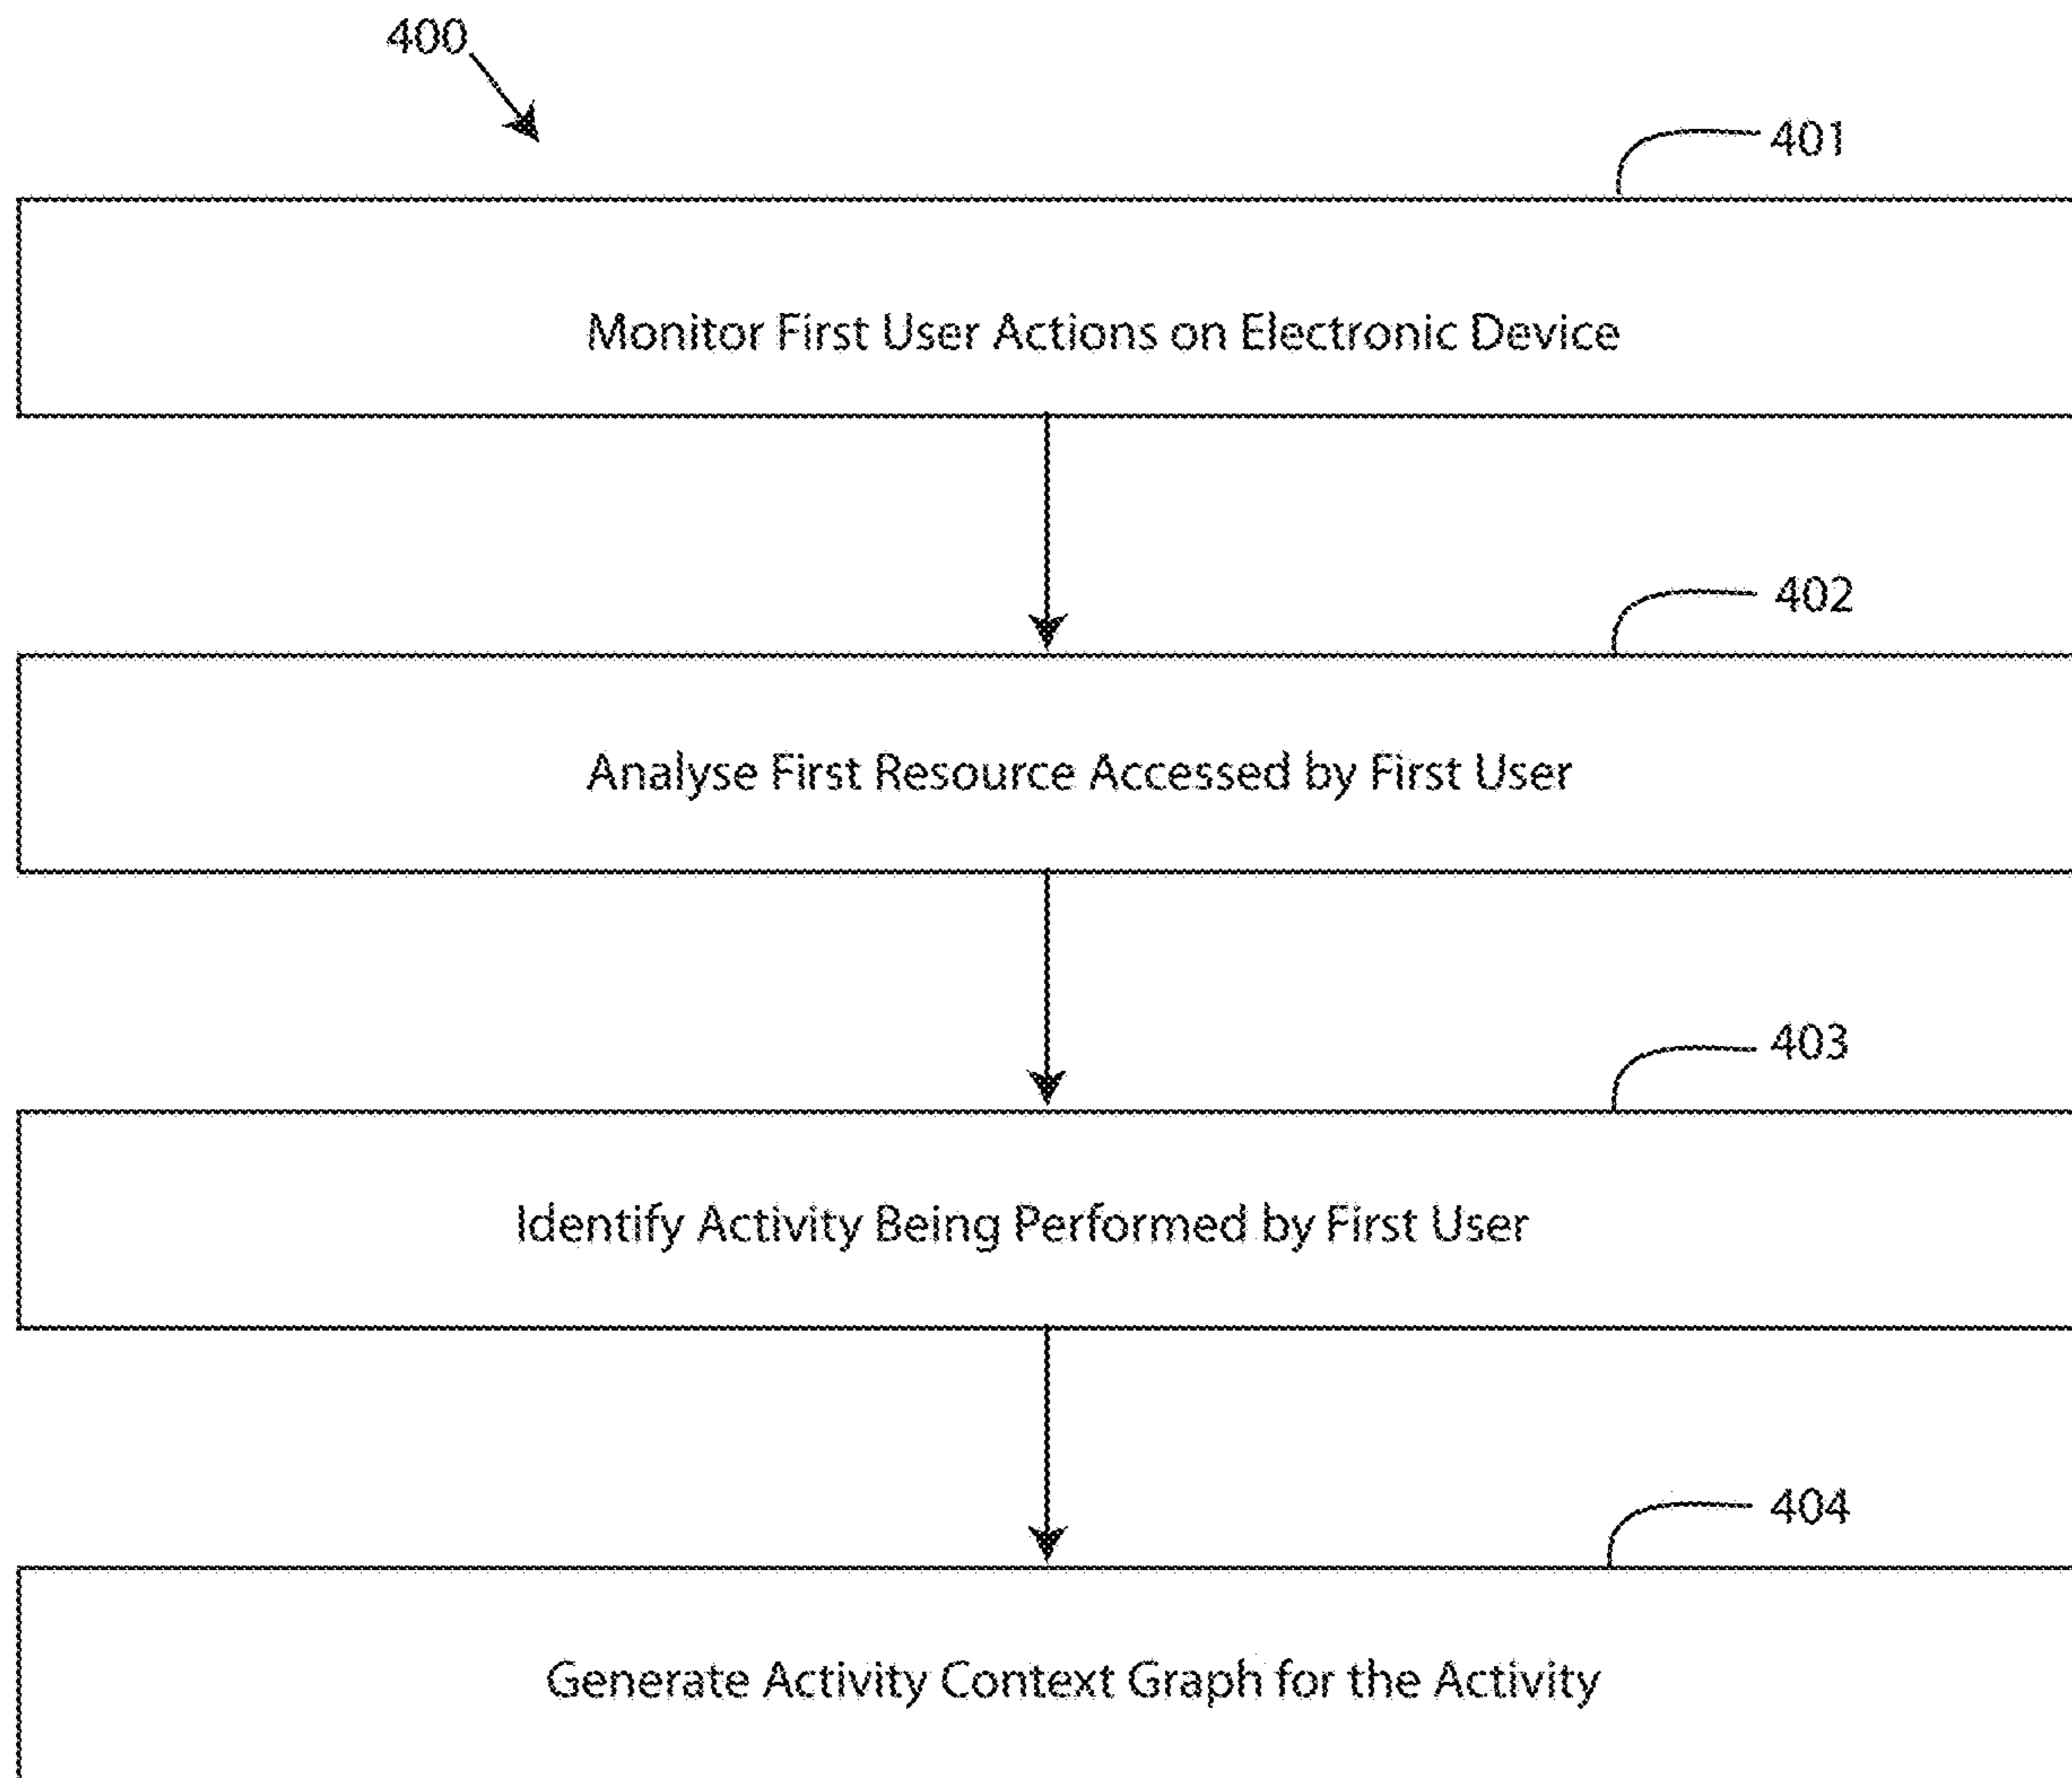 400
401
Monitor First User Actions on Electronic Device
402
Analyse First Resource Accessed by First User
403
Identify Activity Being Performed by First User
404
Generate Activity Context Graph for the Activity